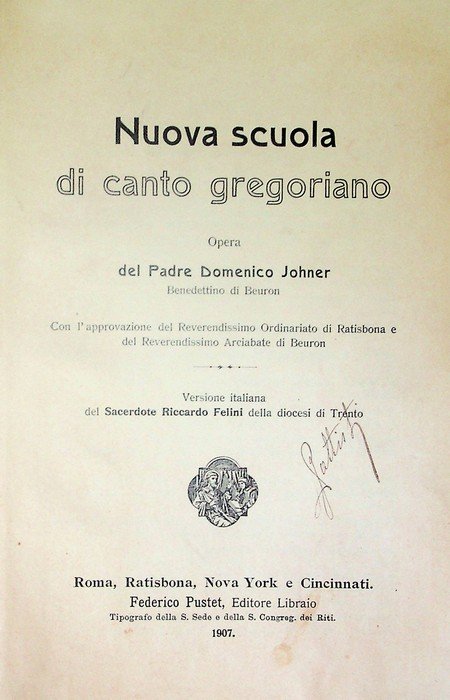 Nuova scuola
di canto gregoriano
Opera
del Padre Domenico Johner
Benedettino di Beuron
Con l'approvazione del Reverendissimo Ordinariato di Ratisbona e
del Reverendissimo Arciabate di Beuron
Versione italiana
del Sacerdote Riccardo Felini della diocesi di Trento
Roma, Ratisbona, Nova York e Cincinnati.
Federico Pustet, Editore Libraio
Tipografo della S. Sede e della S. Congreg. dei Riti.
1907.